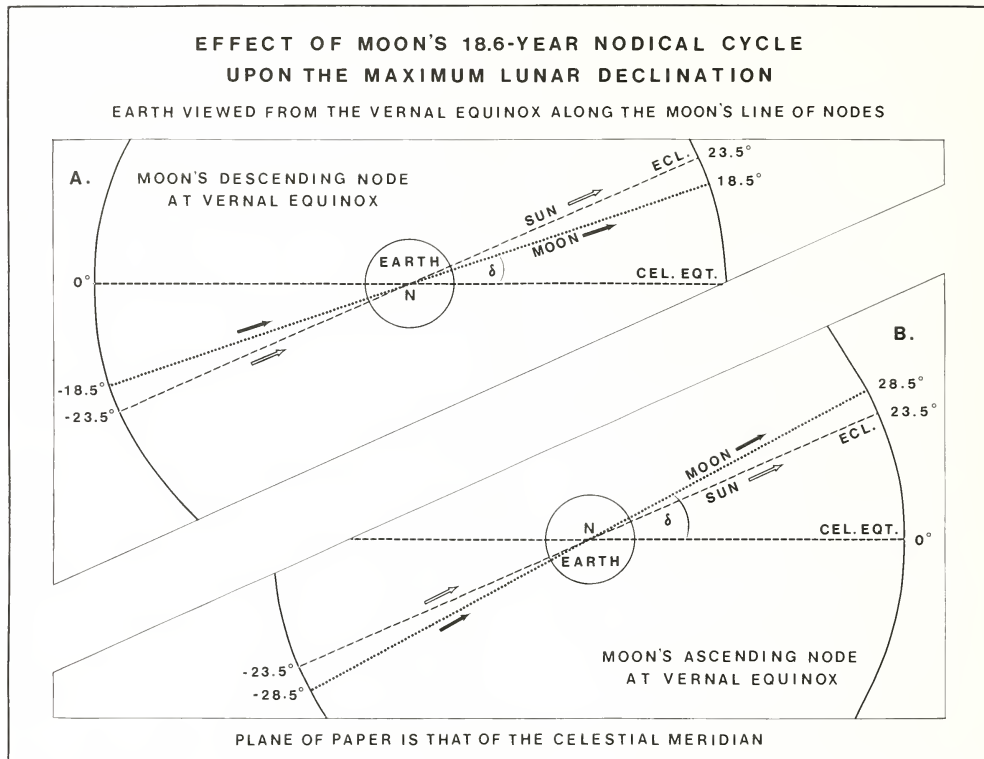 EFFECT OF MOON'S 18.6-YEAR NODICAL CYCLE
UPON THE MAXIMUM LUNAR DECLINATION
EARTH VIEWED FROM THE VERNAL EQUINOX ALONG THE MOON'S LINE OF NODES
A.
MOON'S DESCENDING NODE
AT VERNAL EQUINOX
ECL.
23.5°
18.5°
SUN
MOON
EARTH
N
δ
CEL. EQT.
0°
-18.5°
-23.5°
B.
28.5°
23.5°
ECL.
MOON
SUN
N
EARTH
δ
CEL. EQT.
0°
-23.5°
-28.5°
MOON'S ASCENDING NODE
AT VERNAL EQUINOX
PLANE OF PAPER IS THAT OF THE CELESTIAL MERIDIAN